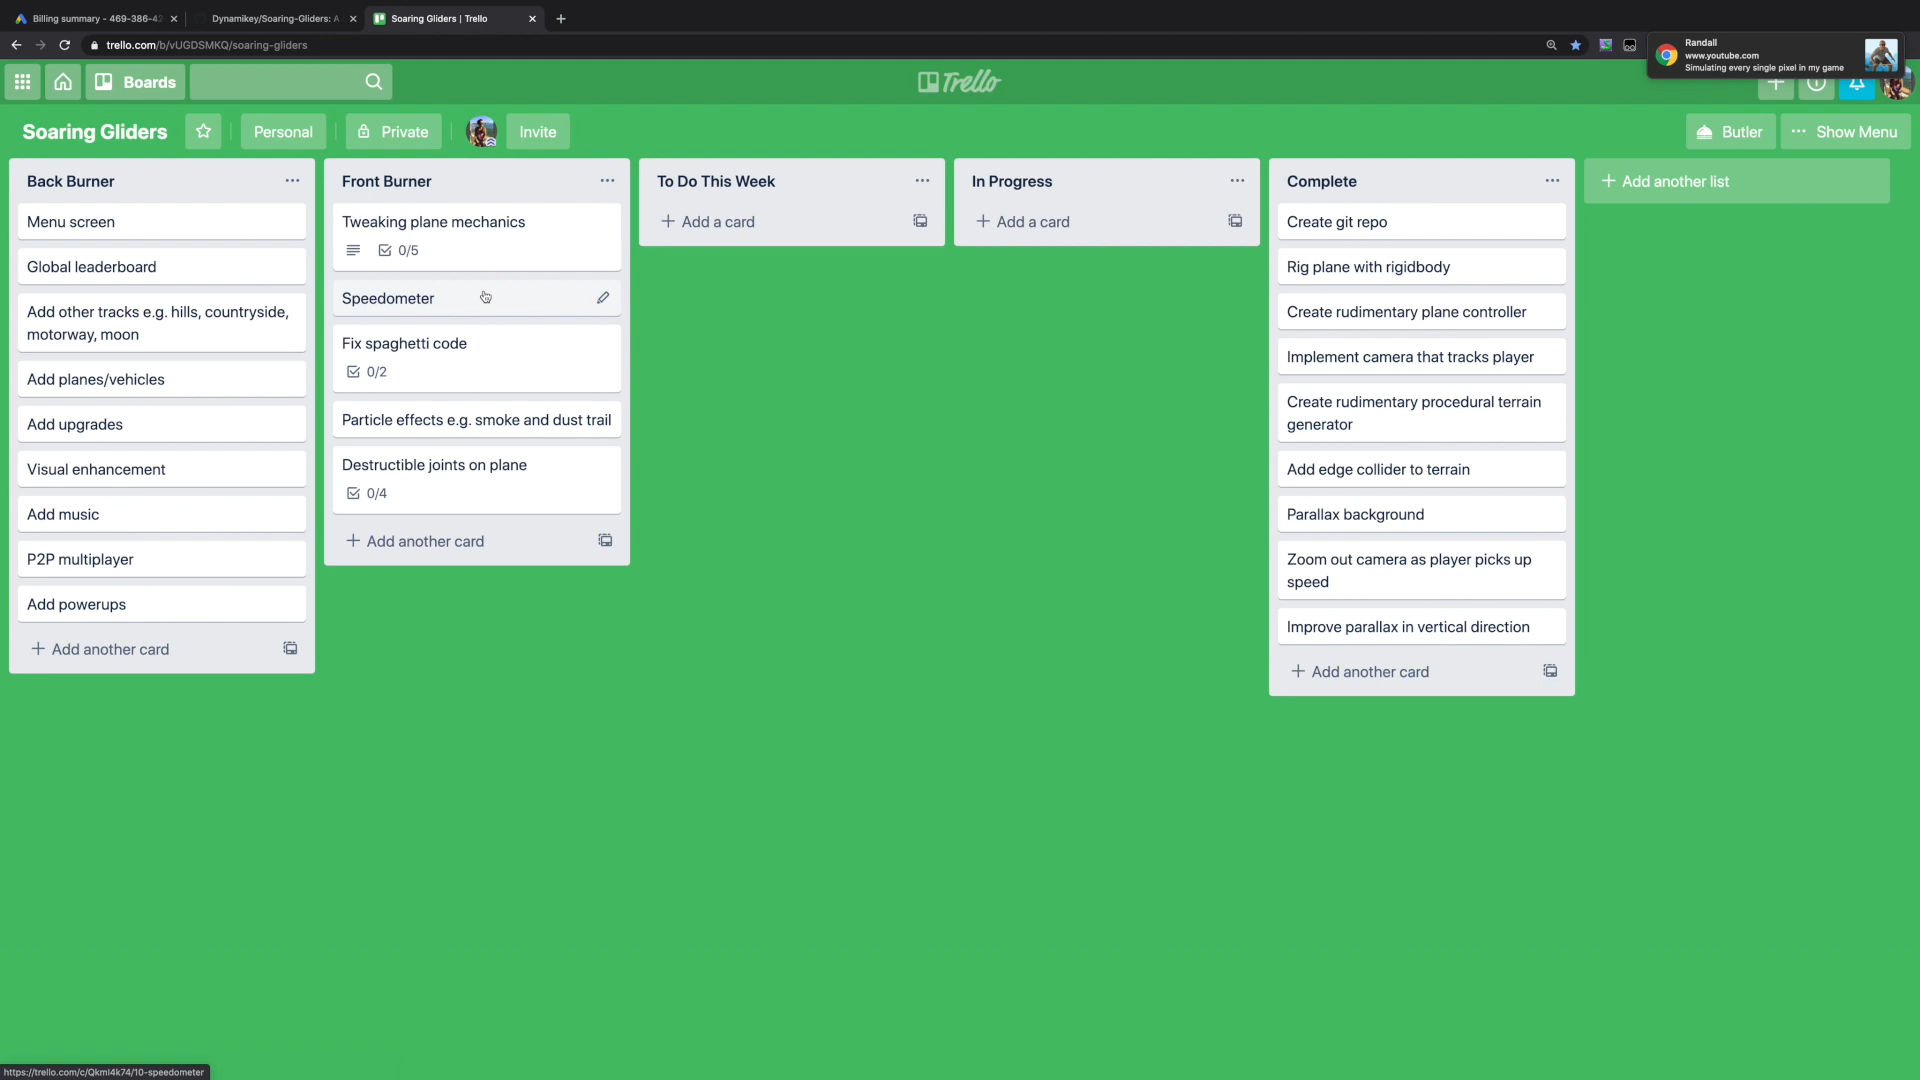 Billing summary - 469-386-42
Dynamikey/Soaring-Gliders: A
Soaring Gliders | Trello
trello.com/b/vUGDSMKQ/soaring-gliders
Randall
www.youtube.com
Simulating every single pixel in my game
Boards
Trello
Soaring Gliders
Personal
Private
Invite
Butler
Show Menu
Back Burner
Menu screen
Global leaderboard
Add other tracks e.g. hills, countryside,
motorway, moon
Add planes/vehicles
Add upgrades
Visual enhancement
Add music
P2P multiplayer
Add powerups
Add another card
Front Burner
Tweaking plane mechanics
0/5
Speedometer
Fix spaghetti code
0/2
Particle effects e.g. smoke and dust trail
Destructible joints on plane
0/4
Add another card
To Do This Week
Add a card
In Progress
Add a card
Complete
Create git repo
Rig plane with rigidbody
Create rudimentary plane controller
Implement camera that tracks player
Create rudimentary procedural terrain
generator
Add edge collider to terrain
Parallax background
Zoom out camera as player picks up
speed
Improve parallax in vertical direction
Add another card
Add another list
https://trello.com/c/Qkml4k74/10-speedometer